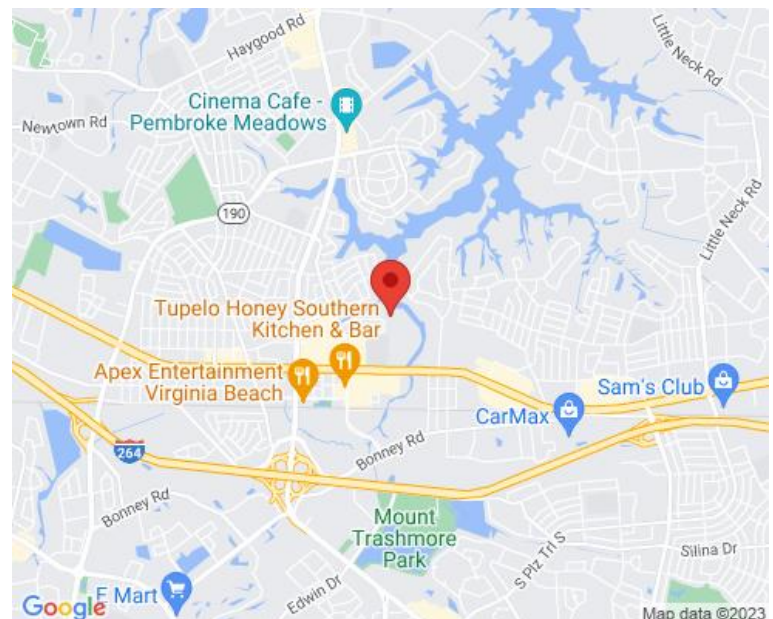 Haygood Rd
Little Neck Rd
Cinema Cafe -
Pembroke Meadows
Newtown Rd
190
Little Neck Rd
Tupelo Honey Southern
Kitchen & Bar
Apex Entertainment
Virginia Beach
Sam's Club
CarMax
264
Bonney Rd
Bonney Rd
Mount
Trashmore
Park
S Plz Trl S
Silina Dr
E Mart
Edwin Dr
Google
Map data ©2023